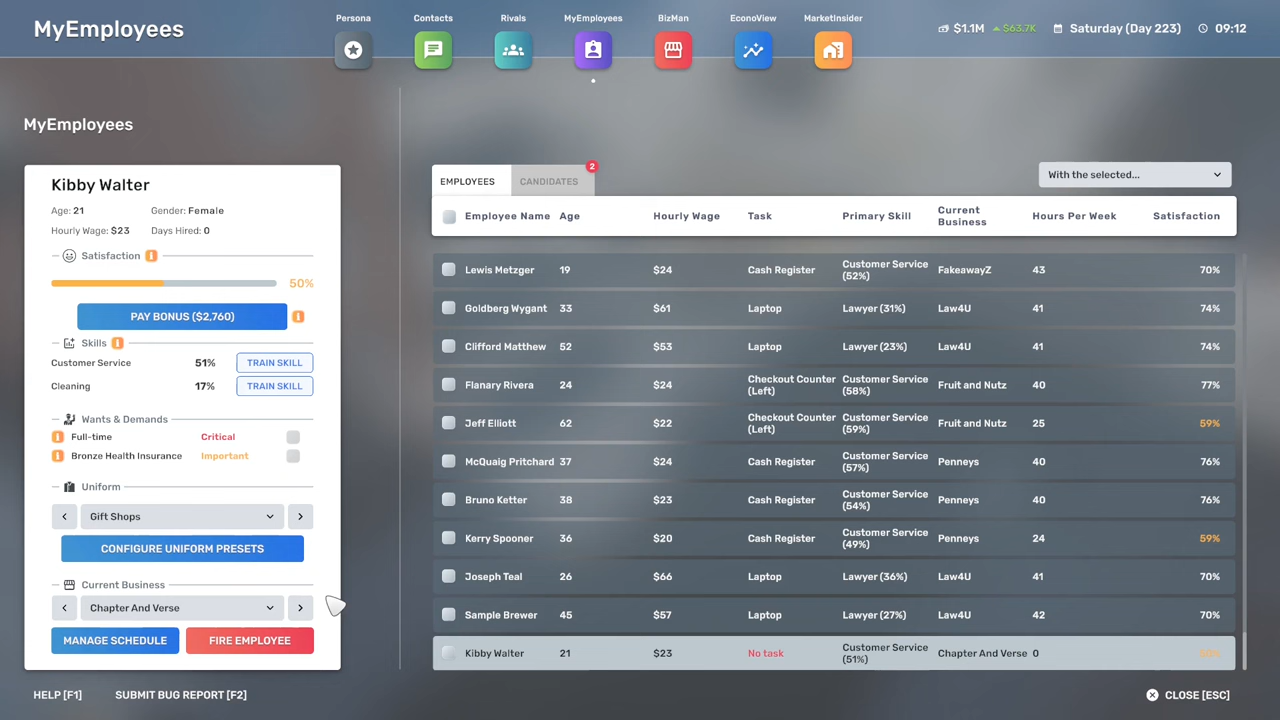 MyEmployees
Persona
Contacts
Rivals
MyEmployees
BizMan
EconoView
MarketInsider
$1.1M $63.7K
Saturday (Day 223)
09:12
MyEmployees
Kibby Walter
Age: 21 Gender: Female
Hourly Wage: $23 Days Hired: 0
Satisfaction
50%
PAY BONUS ($2,760)
Skills
Customer Service 51% TRAIN SKILL
Cleaning 17% TRAIN SKILL
Wants & Demands
Full-time Critical
Bronze Health Insurance Important
Uniform
Gift Shops
CONFIGURE UNIFORM PRESETS
Current Business
Chapter And Verse
MANAGE SCHEDULE FIRE EMPLOYEE
EMPLOYEES CANDIDATES 2
With the selected...
Employee Name Age Hourly Wage Task Primary Skill Current Business Hours Per Week Satisfaction
Lewis Metzger 19 $24 Cash Register Customer Service (52%) FakeawayZ 43 70%
Goldberg Wygant 33 $61 Laptop Lawyer (31%) Law4U 41 74%
Clifford Matthew 52 $53 Laptop Lawyer (23%) Law4U 41 74%
Flanary Rivera 24 $24 Checkout Counter (Left) Customer Service (58%) Fruit and Nutz 40 77%
Jeff Elliott 62 $22 Checkout Counter (Left) Customer Service (59%) Fruit and Nutz 25 59%
McQuaig Pritchard 37 $24 Cash Register Customer Service (57%) Penneys 40 76%
Bruno Ketter 38 $23 Cash Register Customer Service (54%) Penneys 40 76%
Kerry Spooner 36 $20 Cash Register Customer Service (49%) Penneys 24 59%
Joseph Teal 26 $66 Laptop Lawyer (36%) Law4U 41 70%
Sample Brewer 45 $57 Laptop Lawyer (27%) Law4U 42 70%
Kibby Walter 21 $23 No task Customer Service (51%) Chapter And Verse 0 50%
HELP [F1] SUBMIT BUG REPORT [F2]
CLOSE [ESC]